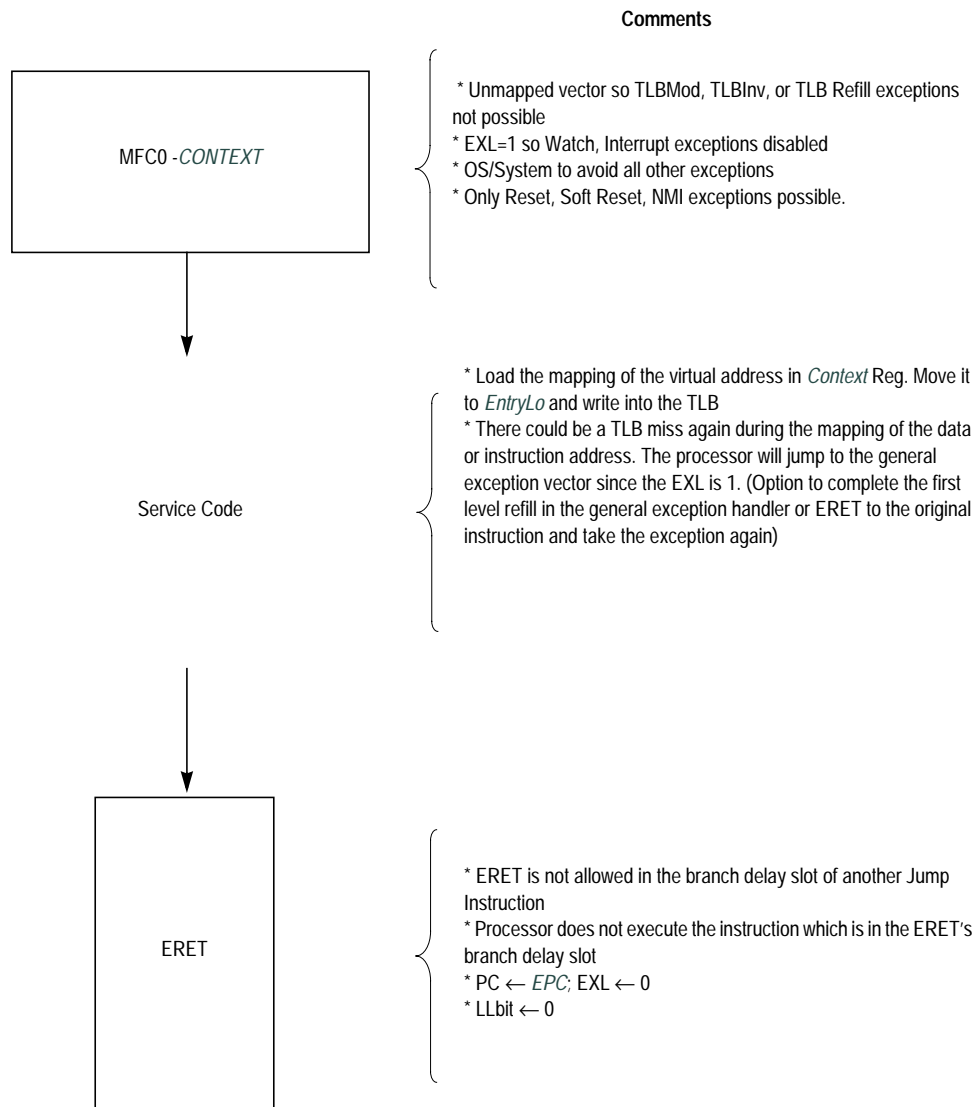 Comments
MFC0 -CONTEXT
* Unmapped vector so TLBMod, TLBInv, or TLB Refill exceptions
not possible
* EXL=1 so Watch, Interrupt exceptions disabled
* OS/System to avoid all other exceptions
* Only Reset, Soft Reset, NMI exceptions possible.
Service Code
* Load the mapping of the virtual address in Context Reg. Move it
to EntryLo and write into the TLB
* There could be a TLB miss again during the mapping of the data
or instruction address. The processor will jump to the general
exception vector since the EXL is 1. (Option to complete the first
level refill in the general exception handler or ERET to the original
instruction and take the exception again)
ERET
* ERET is not allowed in the branch delay slot of another Jump
Instruction
* Processor does not execute the instruction which is in the ERET's
branch delay slot
* PC ← EPC; EXL ← 0
* LLbit ← 0